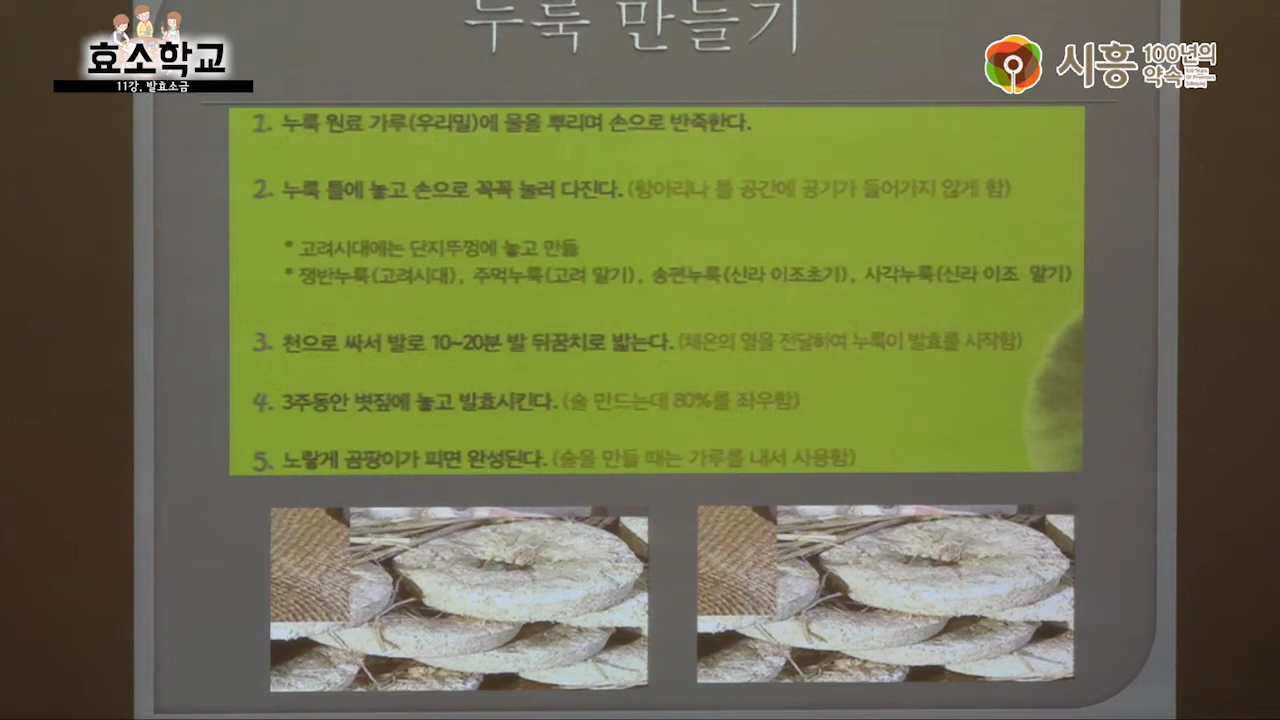 누룩 만들기
효소학교
11강. 발효소금
시흥 100년의 약속
1. 누룩 원료 가루(우리밀)에 물을 뿌리며 손으로 반죽한다.
2. 누룩 틀에 놓고 손으로 꼭꼭 눌러 다진다. (항아리나 틀 공간에 공기가 들어가지 않게 함)
* 고려시대에는 단지뚜껑에 놓고 만듦
* 쟁반누룩(고려시대), 주먹누룩(고려 말기), 송편누룩(신라 이조초기), 사각누룩(신라 이조 말기)
3. 천으로 싸서 발로 10~20분 발 뒤꿈치로 밟는다. (체온의 열을 전달하여 누룩이 발효를 시작함)
4. 3주동안 볏짚에 놓고 발효시킨다. (술 만드는데 80%를 좌우함)
5. 노랗게 곰팡이가 피면 완성된다. (술을 만들 때는 가루를 내서 사용함)